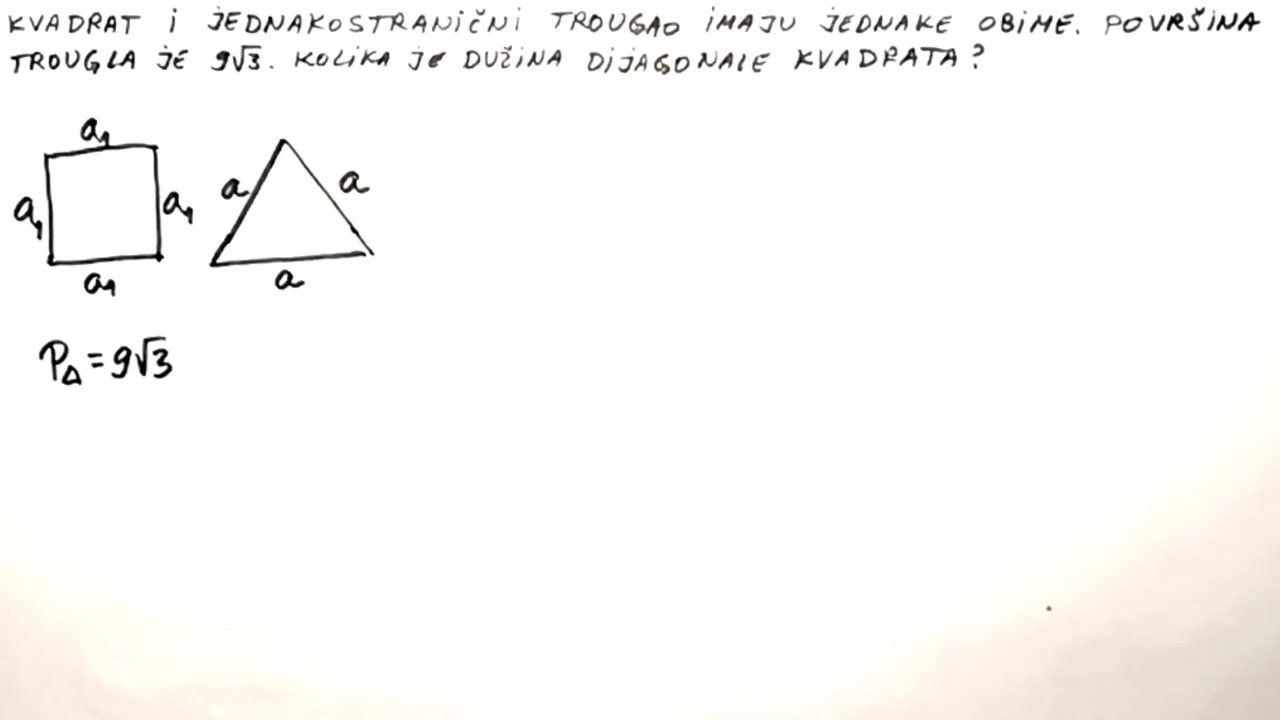 KVADRAT I JEDNAKOSTRANIČNI TROUGAO IMAJU JEDNAKE OBIME. POVRŠINA
TROUGLA JE 9√3. KOLIKA JE DUŽINA DIJAGONALE KVADRATA?
a₁
a₁
a₁
a₁
a
a
a
P△ = 9√3